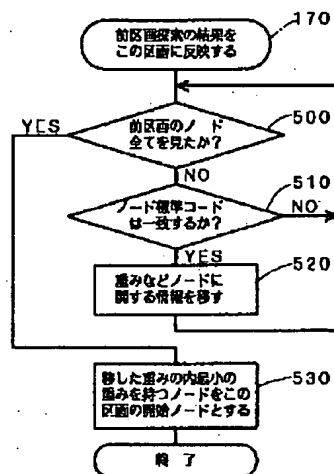 170
前区画探索の結果を
この区画に反映する
500
YES
前区画のノード
全てを見たか?
NO
510
ノード標準コード
は一致するか?
NO
YES
520
重みなどノードに
関する情報を移す
530
移した重みの内最小の
重みを持つノードをこの
区画の開始ノードとする
終了